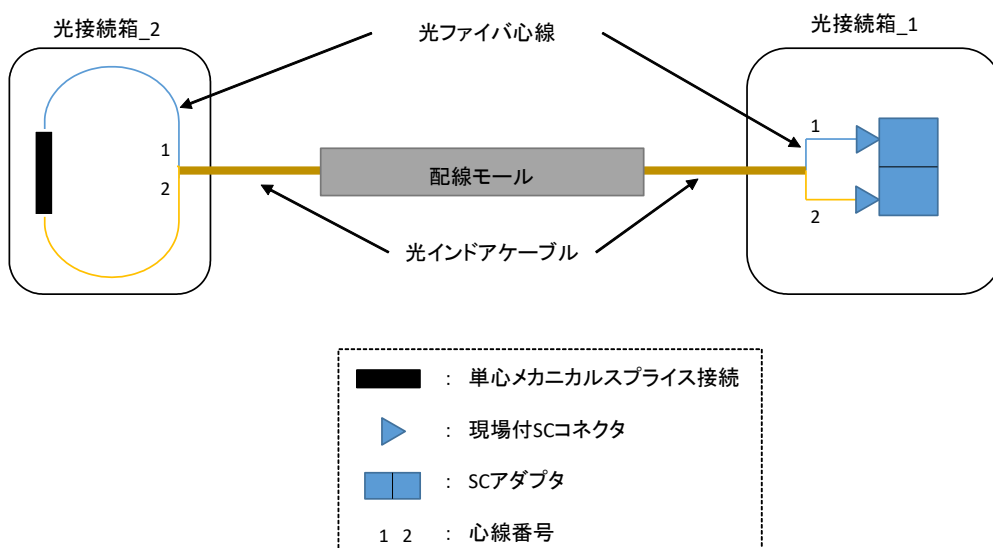 光接続箱_2
光ファイバ心線
光接続箱_1
1
2
配線モール
1
2
光インドアケーブル
： 単心メカニカルスプライス接続
： 現場付SCコネクタ
： SCアダプタ
1 2 ： 心線番号